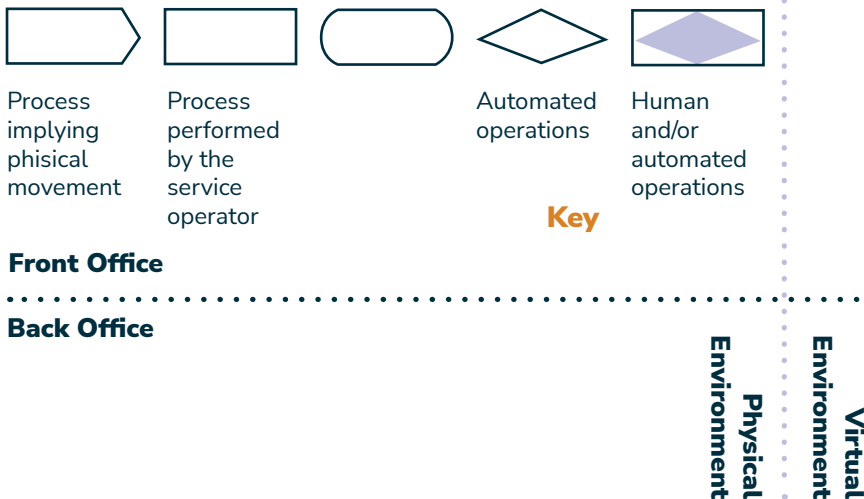 Process
implying
phisical
movement
Process
performed
by the
service
operator
Automated
operations
Human
and/or
automated
operations
Key
Front Office
Back Office
Physical
Environment
Virtual
Environment